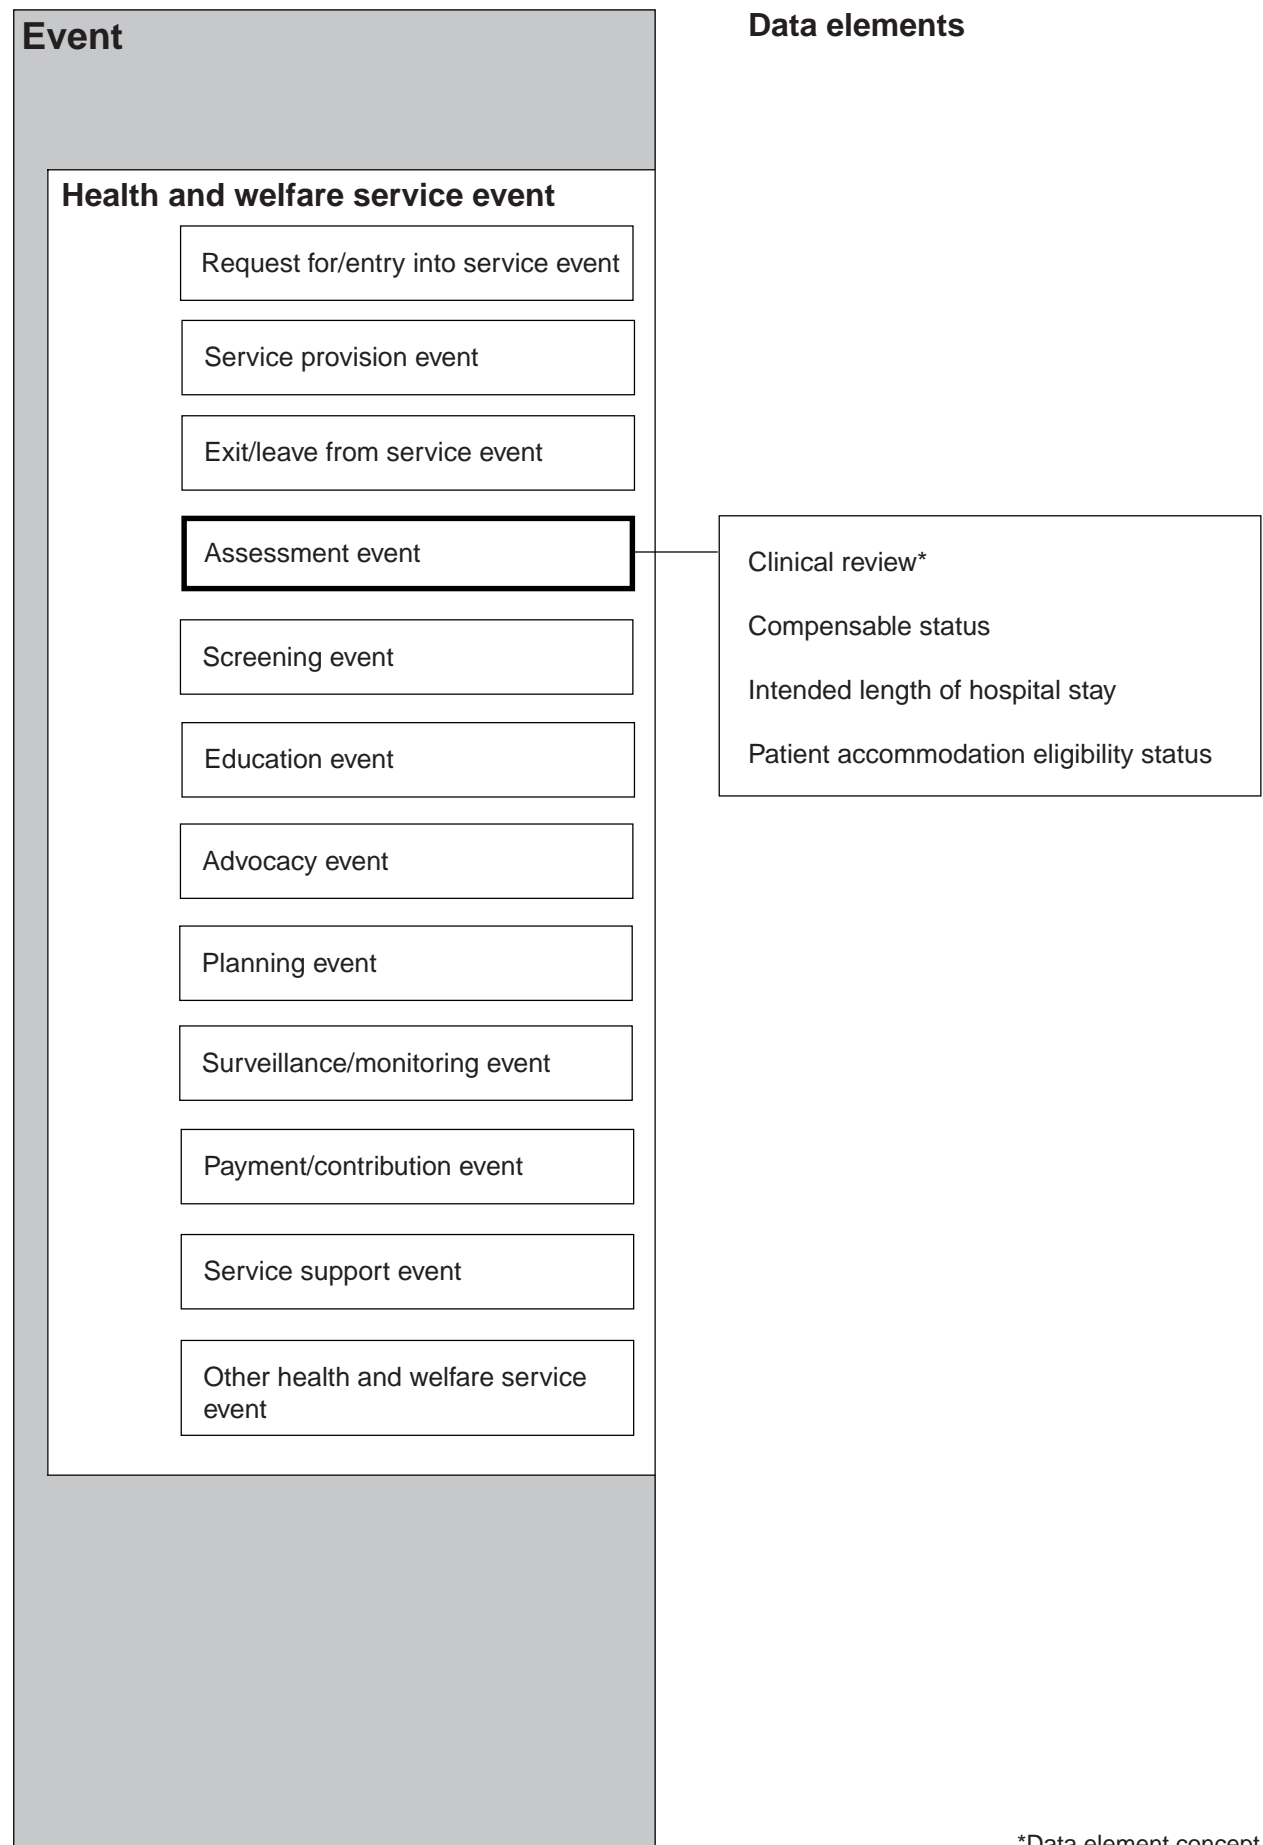 Event
Data elements
Health and welfare service event
Request for/entry into service event
Service provision event
Exit/leave from service event
Assessment event
Clinical review*
Compensable status
Intended length of hospital stay
Patient accommodation eligibility status
Screening event
Education event
Advocacy event
Planning event
Surveillance/monitoring event
Payment/contribution event
Service support event
Other health and welfare service
event
*Data element concept